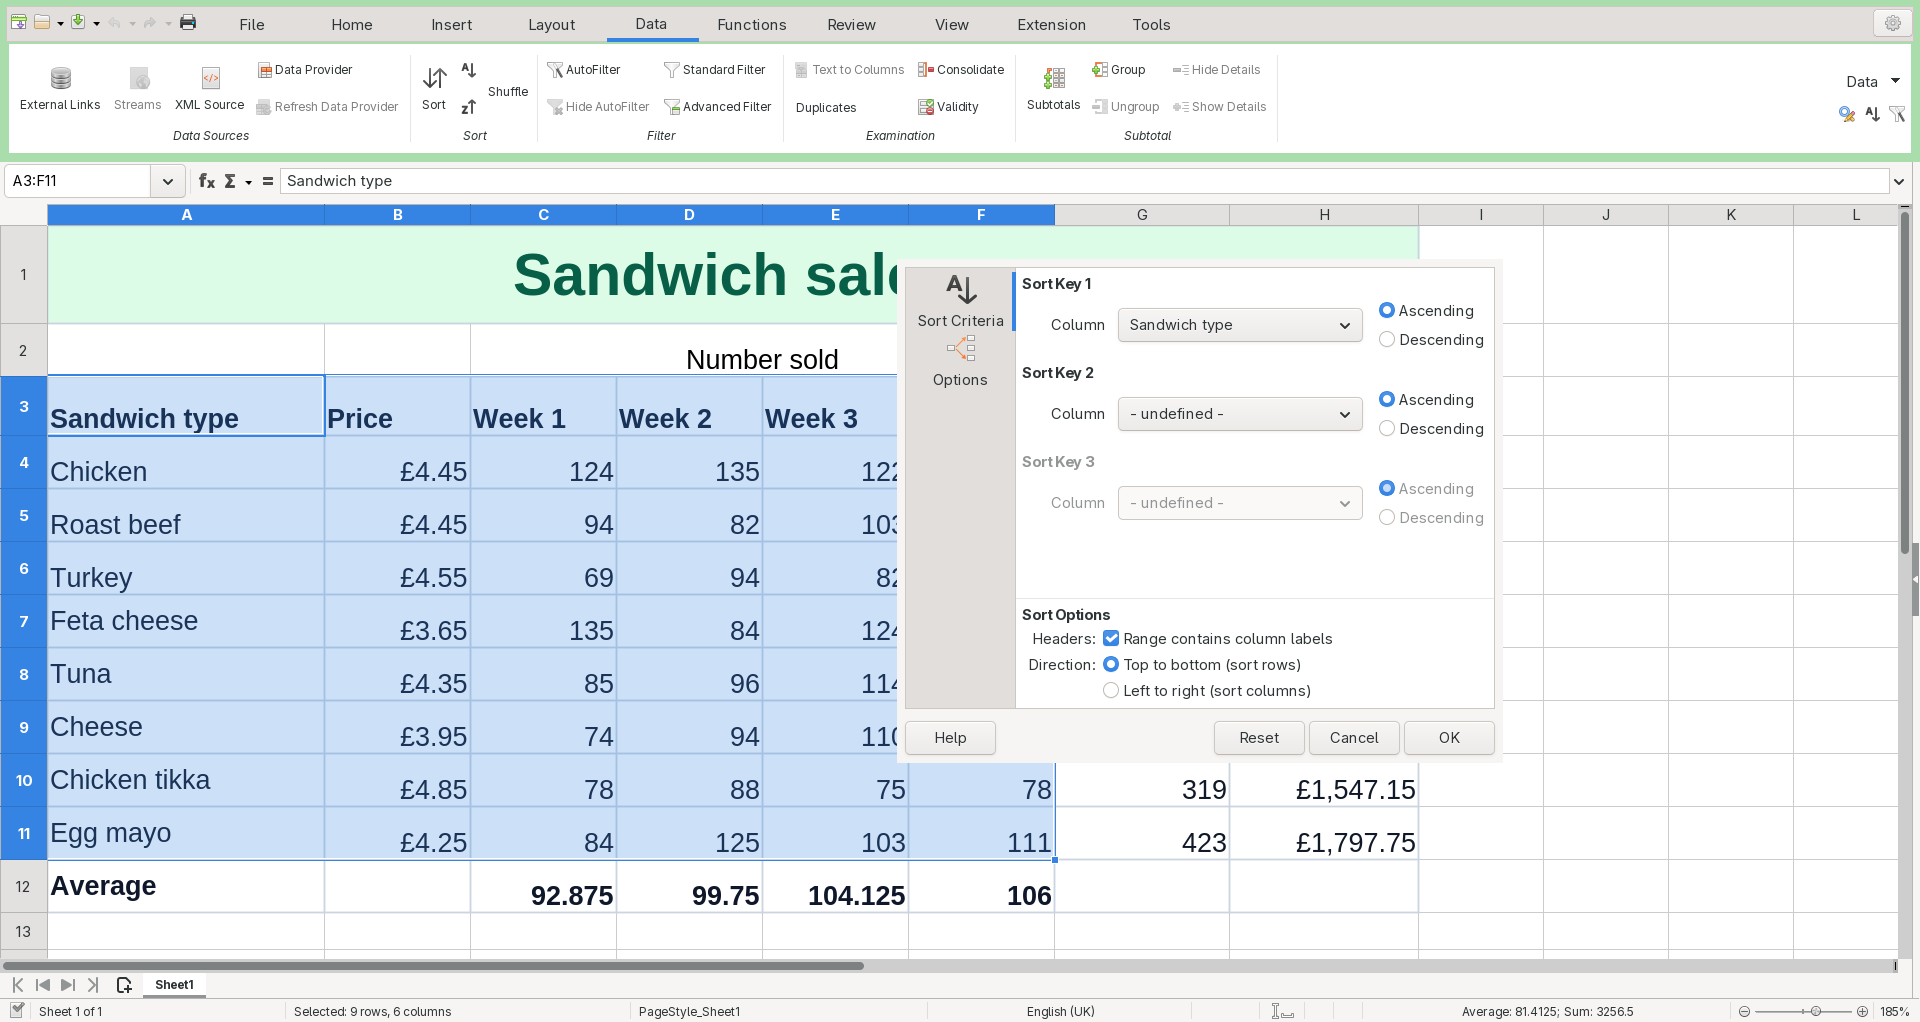 File Home Insert Layout Data Functions Review View Extension Tools
External Links Streams XML Source Data Provider Refresh Data Provider
Data Sources
Sort Shuffle
Sort
AutoFilter Standard Filter
Hide AutoFilter Advanced Filter
Filter
Text to Columns Consolidate
Duplicates Validity
Examination
Subtotals Group Hide Details
Ungroup Show Details
Subtotal
Data
A3:F11 Sandwich type
A B C D E F G H I J K L
1 Sandwich
2 Number sold
3 Sandwich type Price Week 1 Week 2 Week 3
4 Chicken £4.45 124 135
5 Roast beef £4.45 94 82
6 Turkey £4.55 69 94
7 Feta cheese £3.65 135 84
8 Tuna £4.35 85 96
9 Cheese £3.95 74 94
10 Chicken tikka £4.85 78 88 75 78 319 £1,547.15
11 Egg mayo £4.25 84 125 103 111 423 £1,797.75
12 Average 92.875 99.75 104.125 106
13
Sort Criteria
Options
Sort Key 1
Column Sandwich type Ascending
Descending
Sort Key 2
Column - undefined - Ascending
Descending
Sort Key 3
Column - undefined - Ascending
Descending
Sort Options
Headers: Range contains column labels
Direction: Top to bottom (sort rows)
Left to right (sort columns)
Help Reset Cancel OK
Sheet1
Sheet 1 of 1 Selected: 9 rows, 6 columns PageStyle_Sheet1 English (UK) Average: 81.4125; Sum: 3256.5 185%